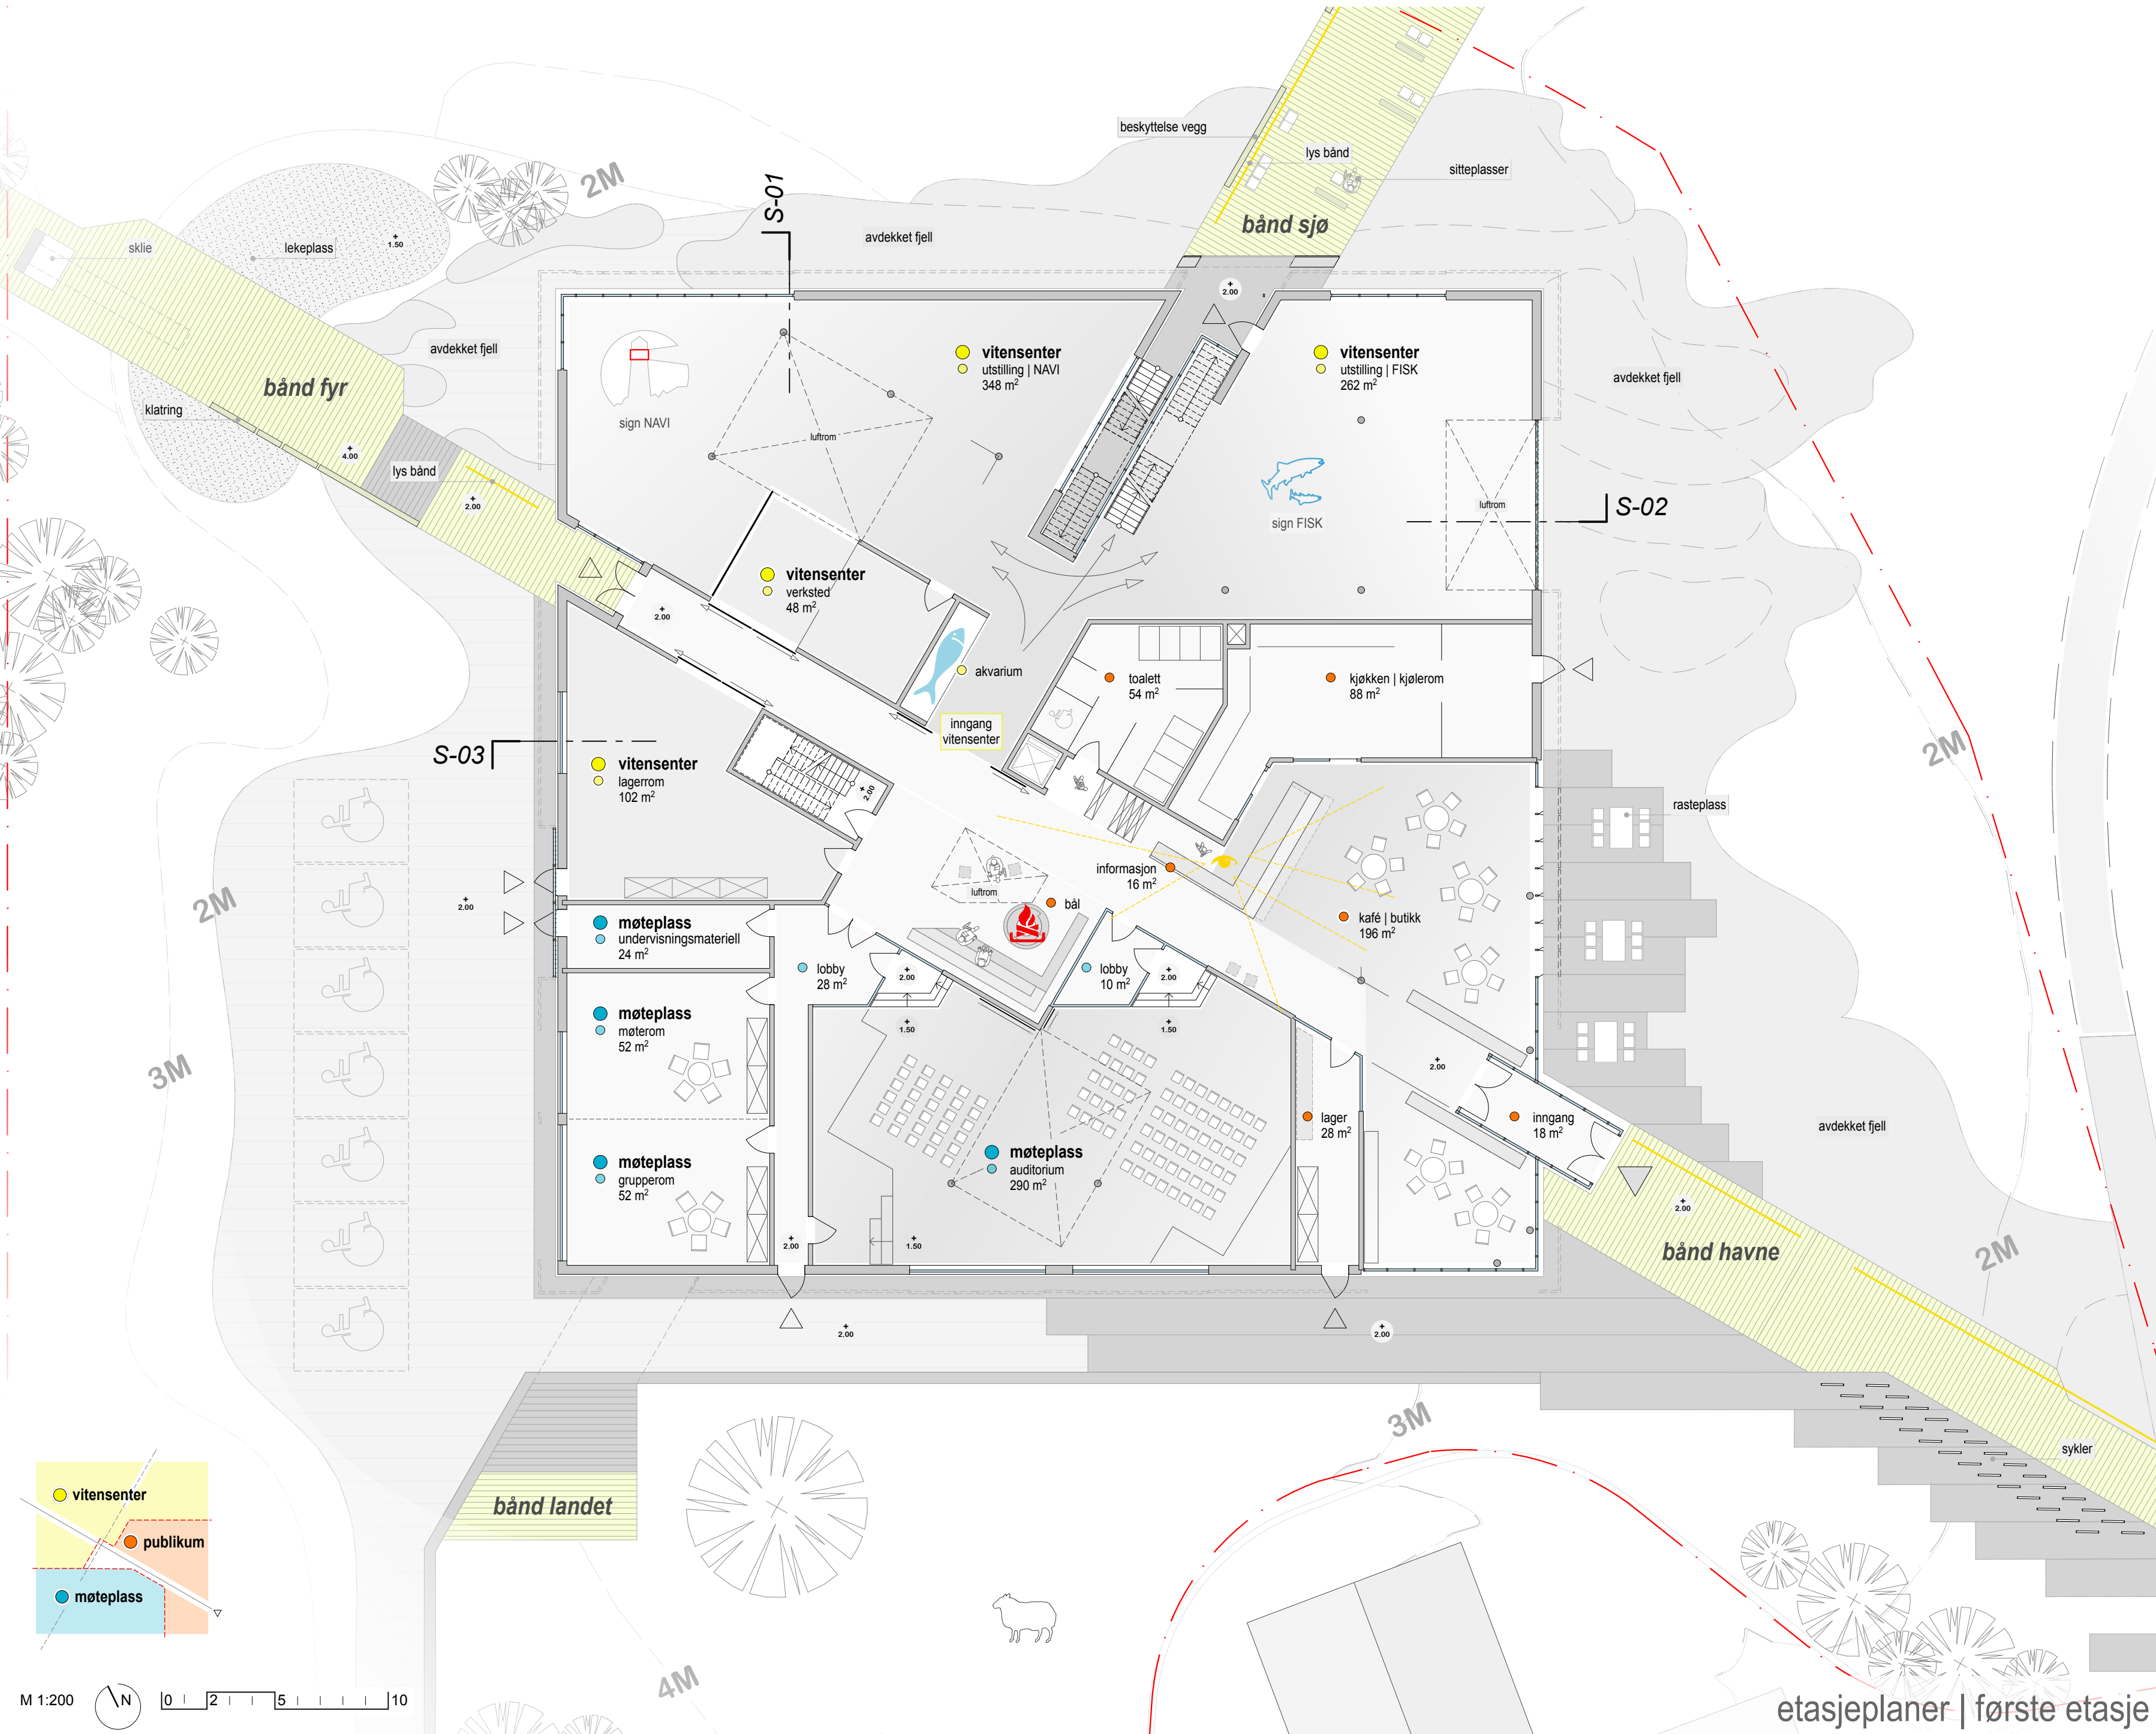 2M
S-01
beskyttelse vegg
lys bånd
sitteplasser
bånd sjø
avdekket fjell
sklie
lekeplass
+
1.50
+
2.00
avdekket fjell
bånd fyr
klatring
+
4.00
lys bånd
+
2.00
sign NAVI
luftrom
vitensenter
utstilling | NAVI
348 m²
vitensenter
utstilling | FISK
262 m²
sign FISK
luftrom
S-02
avdekket fjell
vitensenter
verksted
48 m²
+
2.00
akvarium
inngang
vitensenter
toalett
54 m²
kjøkken | kjølerom
88 m²
S-03
vitensenter
lagerrom
102 m²
+
2.00
2M
rasteplass
informasjon
16 m²
luftrom
bål
kafé | butikk
196 m²
2M
+
2.00
møteplass
undervisningsmateriell
24 m²
lobby
28 m²
+
2.00
lobby
10 m²
+
2.00
møteplass
møterom
52 m²
+
1.50
+
1.50
+
2.00
3M
møteplass
grupperom
52 m²
møteplass
auditorium
290 m²
lager
28 m²
inngang
18 m²
avdekket fjell
+
2.00
+
1.50
+
2.00
bånd havne
2M
+
2.00
+
2.00
3M
sykler
bånd landet
vitensenter
publikum
møteplass
4M
M 1:200
N
0 2 5 10
etasjeplaner | første etasje